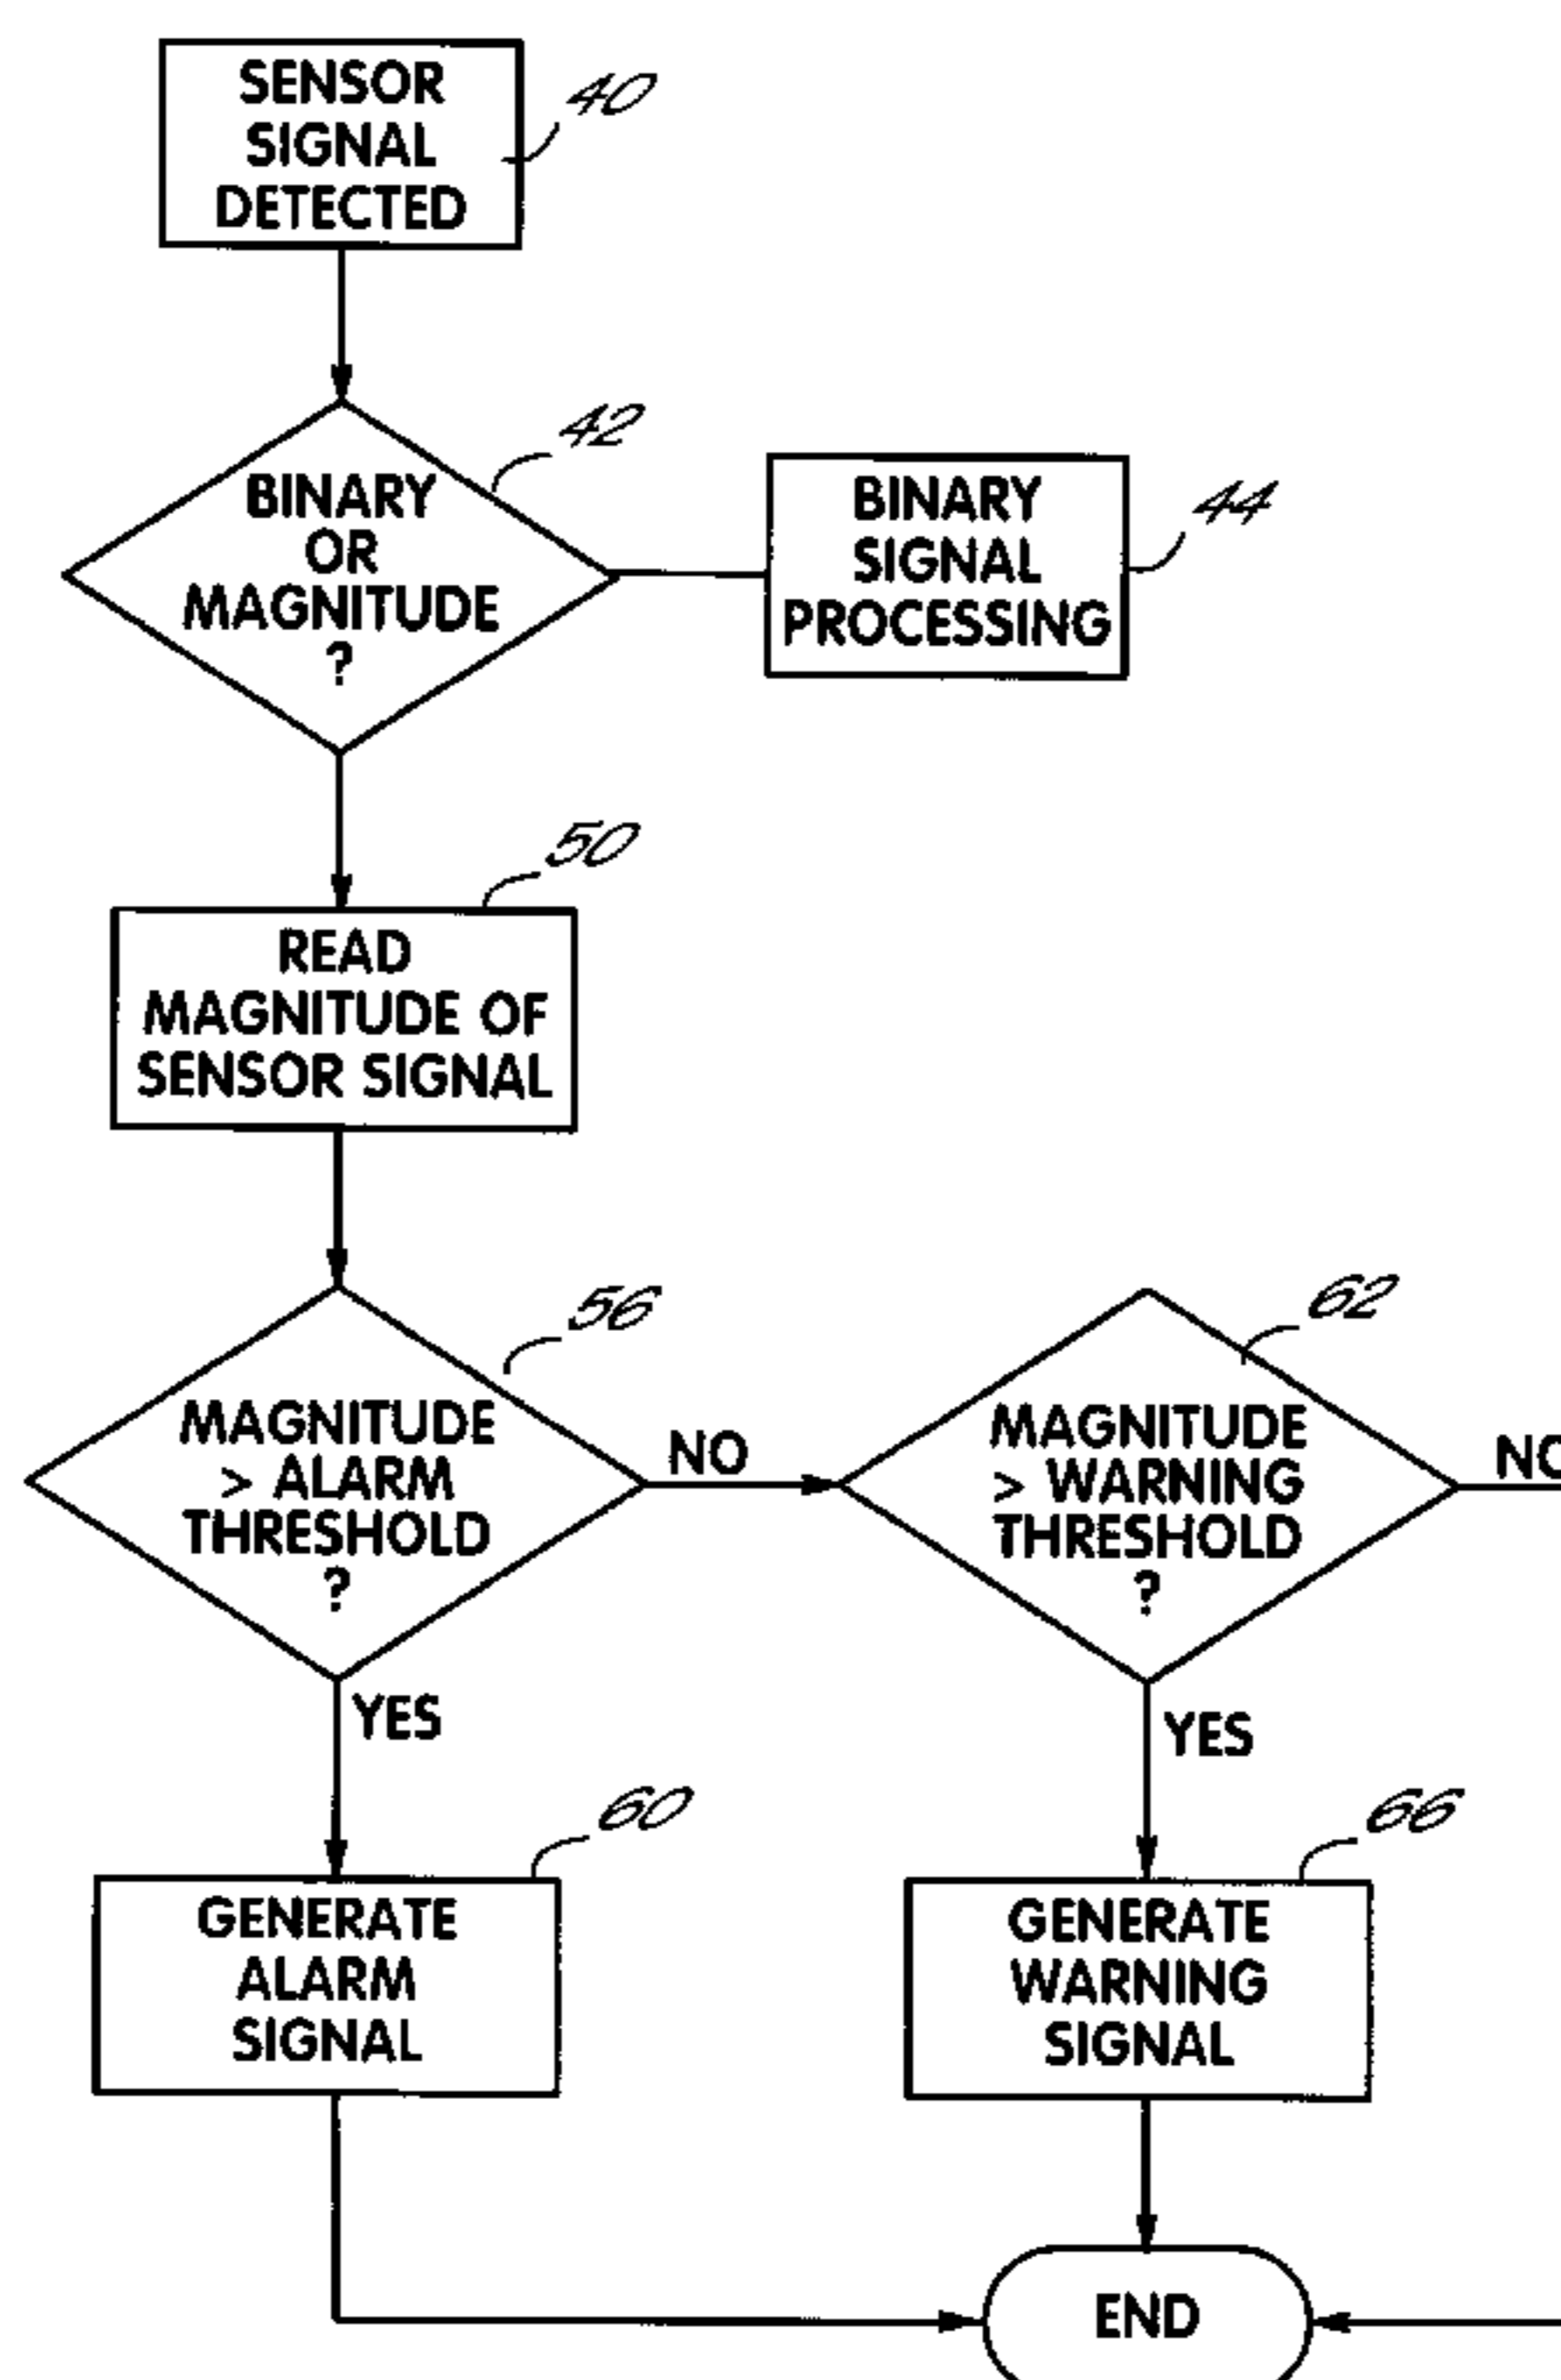 SENSOR
SIGNAL
DETECTED
40
BINARY
OR
MAGNITUDE
?
42
BINARY
SIGNAL
PROCESSING
44
READ
MAGNITUDE OF
SENSOR SIGNAL
50
MAGNITUDE
> ALARM
THRESHOLD
?
56
NO
MAGNITUDE
> WARNING
THRESHOLD
?
62
NO
YES
YES
GENERATE
ALARM
SIGNAL
60
GENERATE
WARNING
SIGNAL
66
END